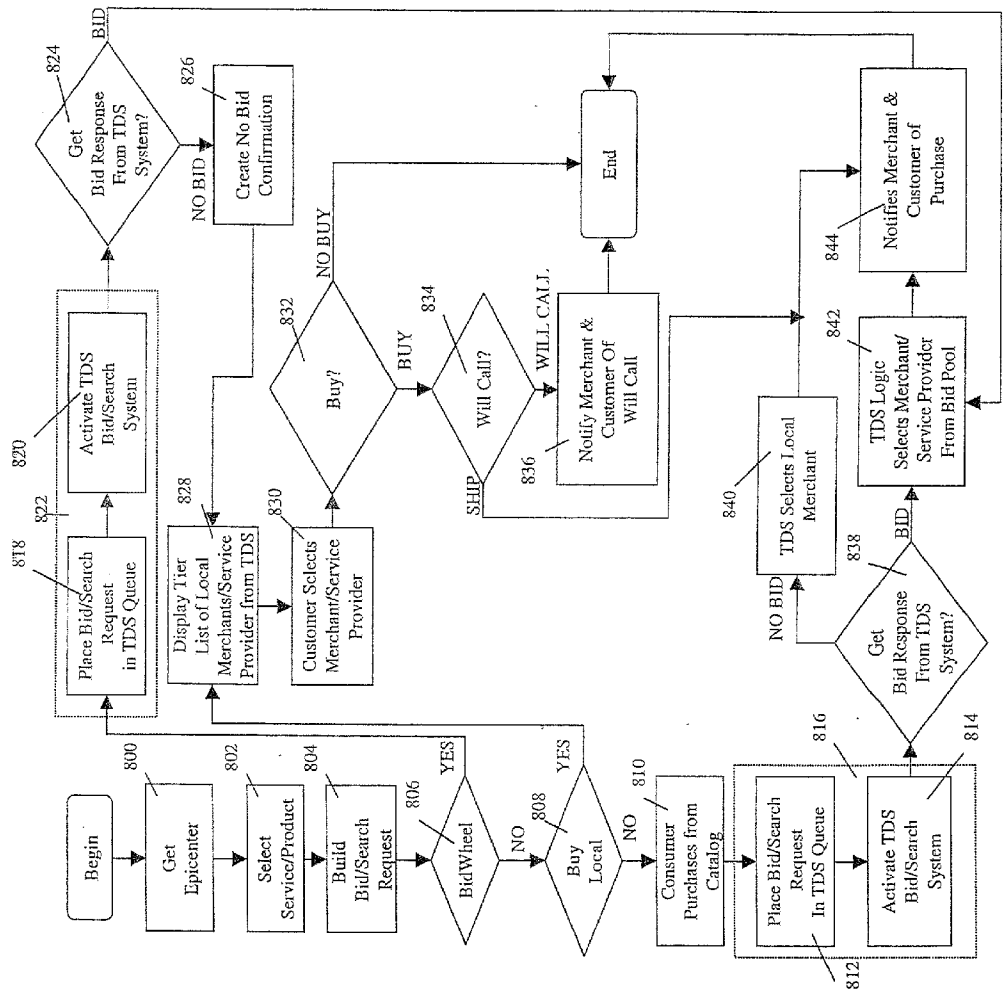 Begin
800
Get
Epicenter
802
Select
Service/Product
804
Build
Bid/Search
Request
806
BidWheel
YES
NO
808
Buy
Local
YES
NO
810
Consumer
Purchases from
Catalog
816
Place Bid/Search
Request
In TDS Queue
812
Activate TDS
Bid/Search
System
814
818
822
820
Place Bid/Search
Request
in TDS Queue
Activate TDS
Bid/Search
System
824
Get
Bid Response
From TDS
System?
BID
NO BID
826
Create No Bid
Confirmation
828
Display Tier
List of Local
Merchants/Service
Provider from TDS
830
Customer Selects
Merchant/Service
Provider
832
Buy?
NO BUY
BUY
834
Will Call?
SHIP
WILL CALL
836
Notify Merchant &
Customer Of
Will Call
End
838
Get
Bid Response
From TDS
System?
NO BID
BID
840
TDS Selects Local
Merchant
842
TDS Logic
Selects Merchant/
Service Provider
From Bid Pool
844
Notifies Merchant &
Customer of
Purchase